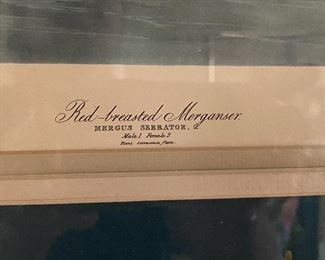 Red-breasted Merganser.
MERGUS SERRATOR, L.
Male. 1 Female. 2